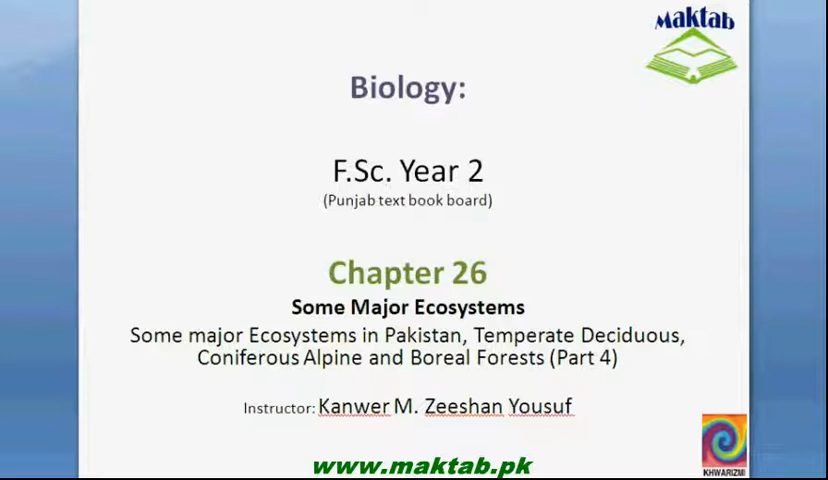 Maktab
Biology:
F.Sc. Year 2
(Punjab text book board)
Chapter 26
Some Major Ecosystems
Some major Ecosystems in Pakistan, Temperate Deciduous,
Coniferous Alpine and Boreal Forests (Part 4)
Instructor: Kanwer M. Zeeshan Yousuf
www.maktab.pk
KHWARIZMI